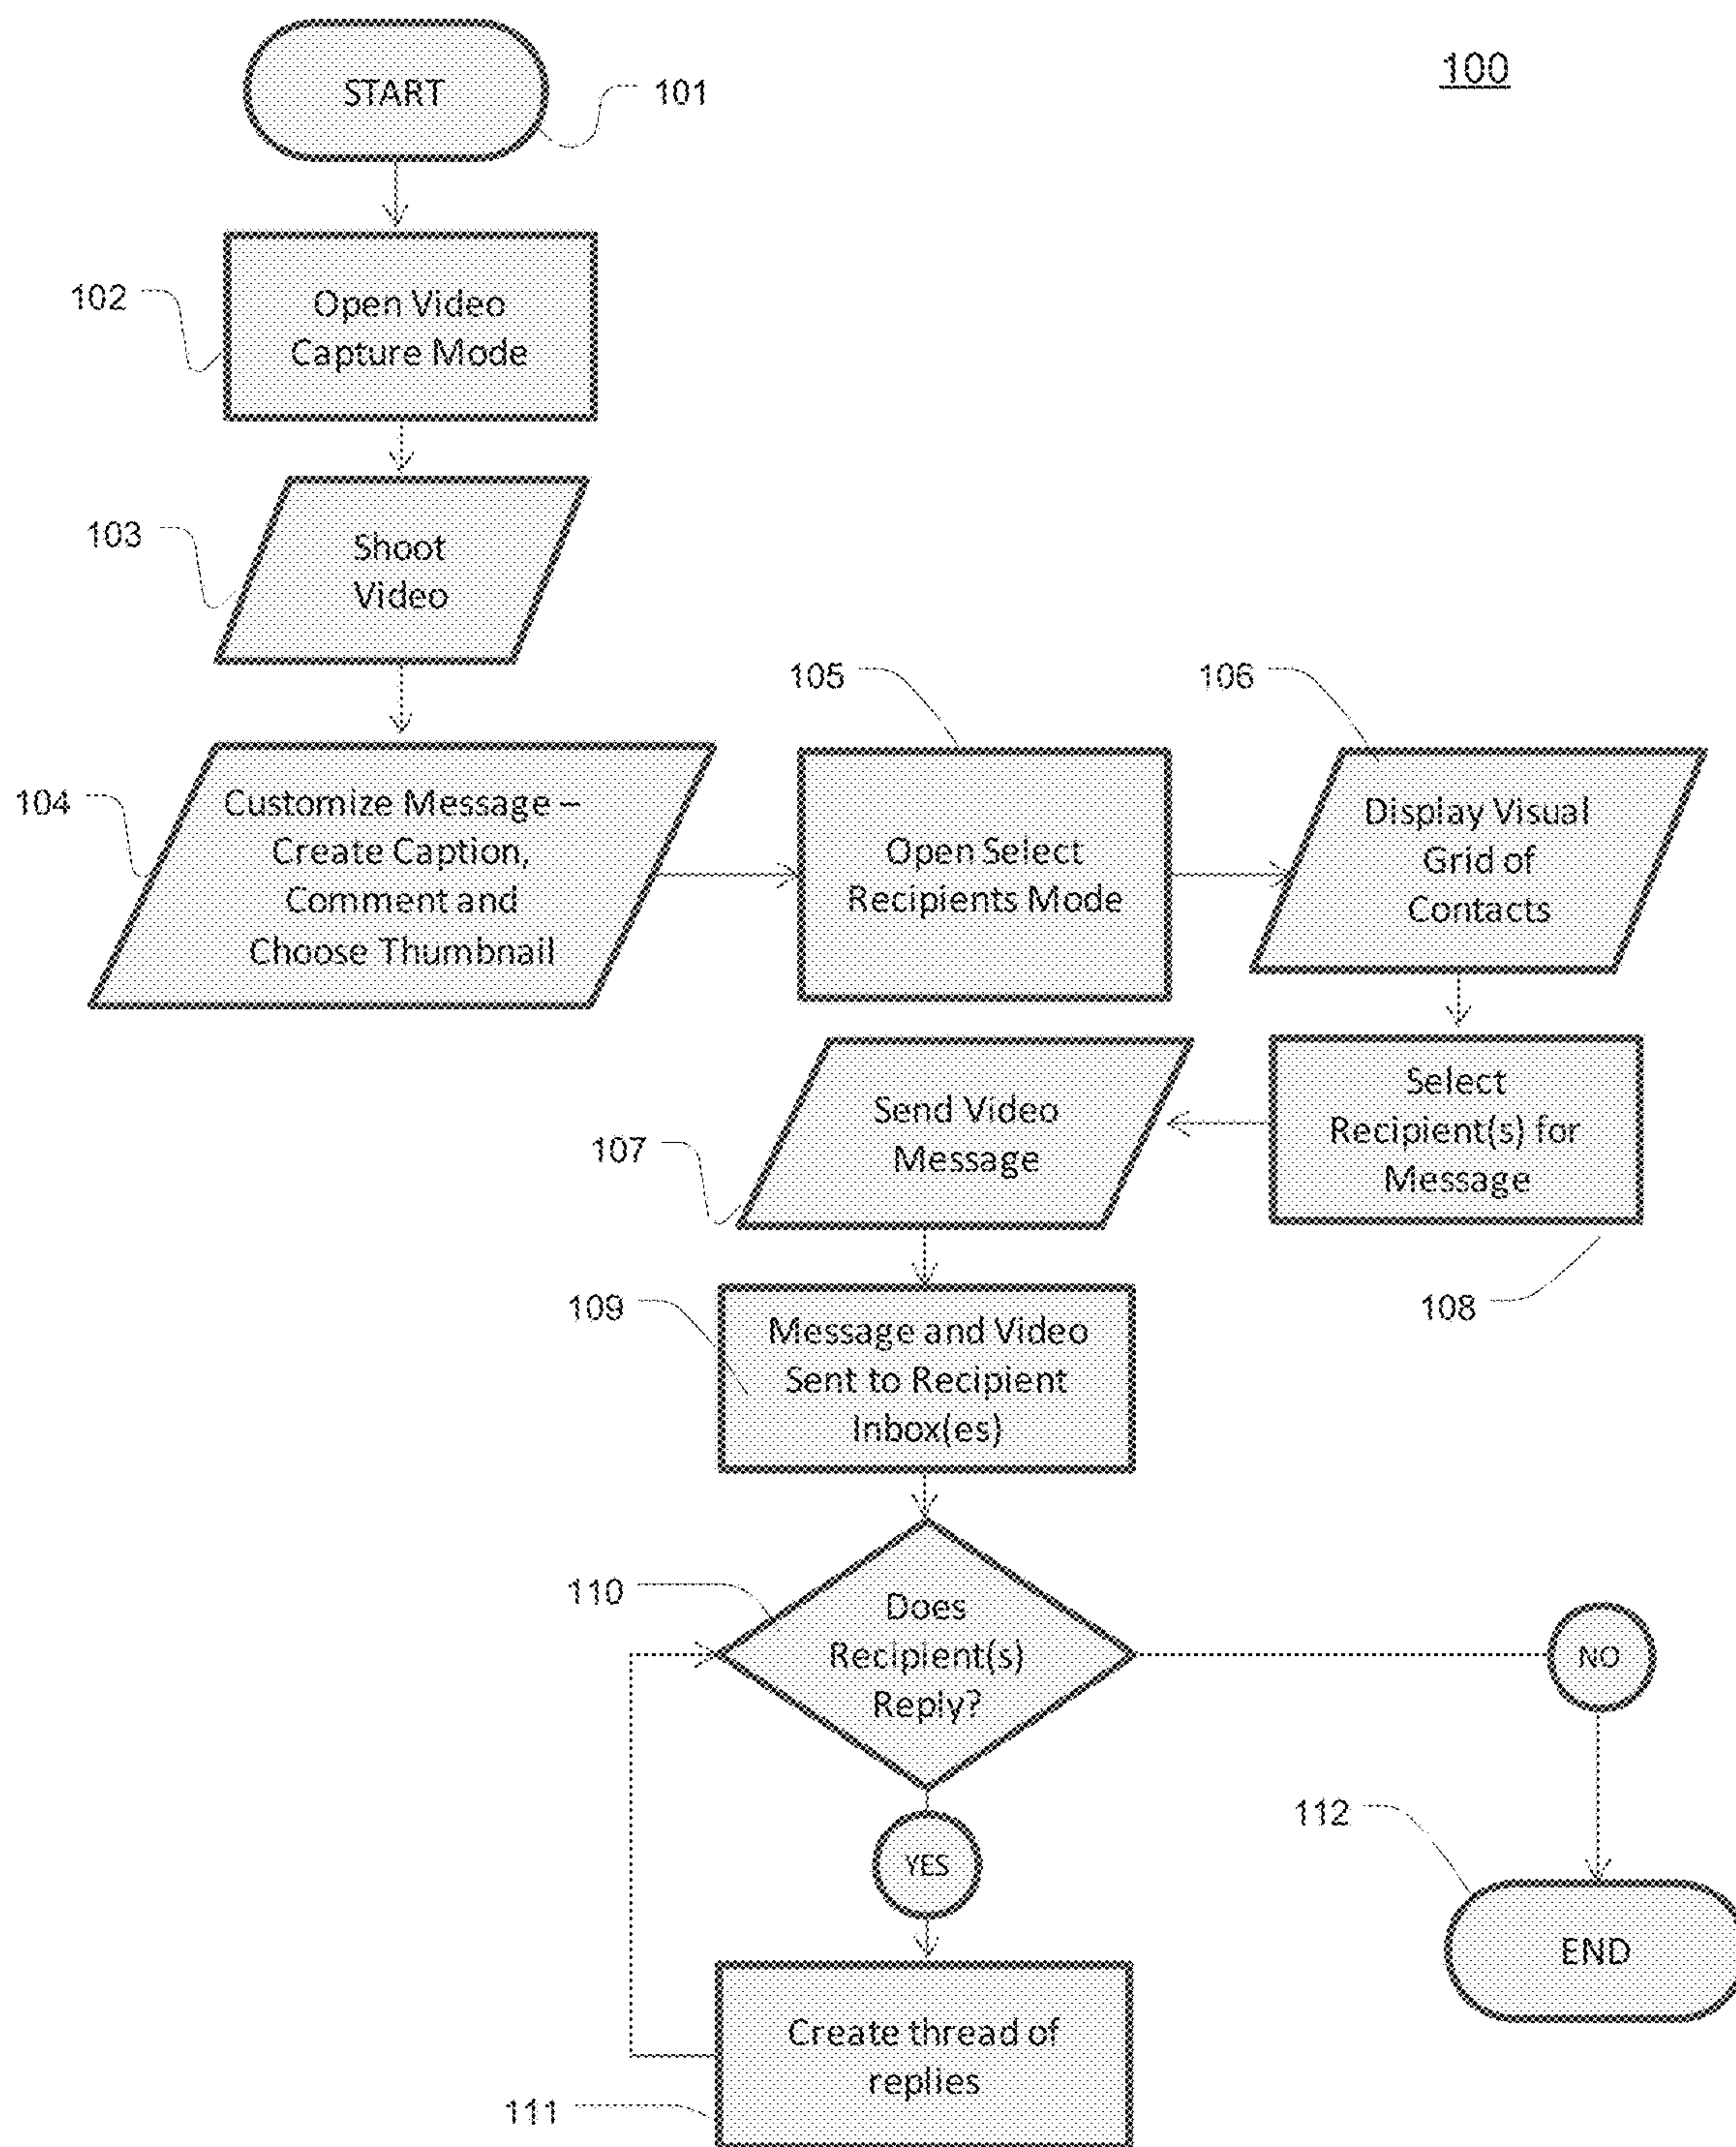 100
START
101
102
Open Video
Capture Mode
103
Shoot
Video
104
Customize Message –
Create Caption,
Comment and
Choose Thumbnail
105
Open Select
Recipients Mode
106
Display Visual
Grid of
Contacts
107
Send Video
Message
Select
Recipient(s) for
Message
108
109
Message and Video
Sent to Recipient
Inbox(es)
110
Does
Recipient(s)
Reply?
NO
YES
112
END
Create thread of
replies
111